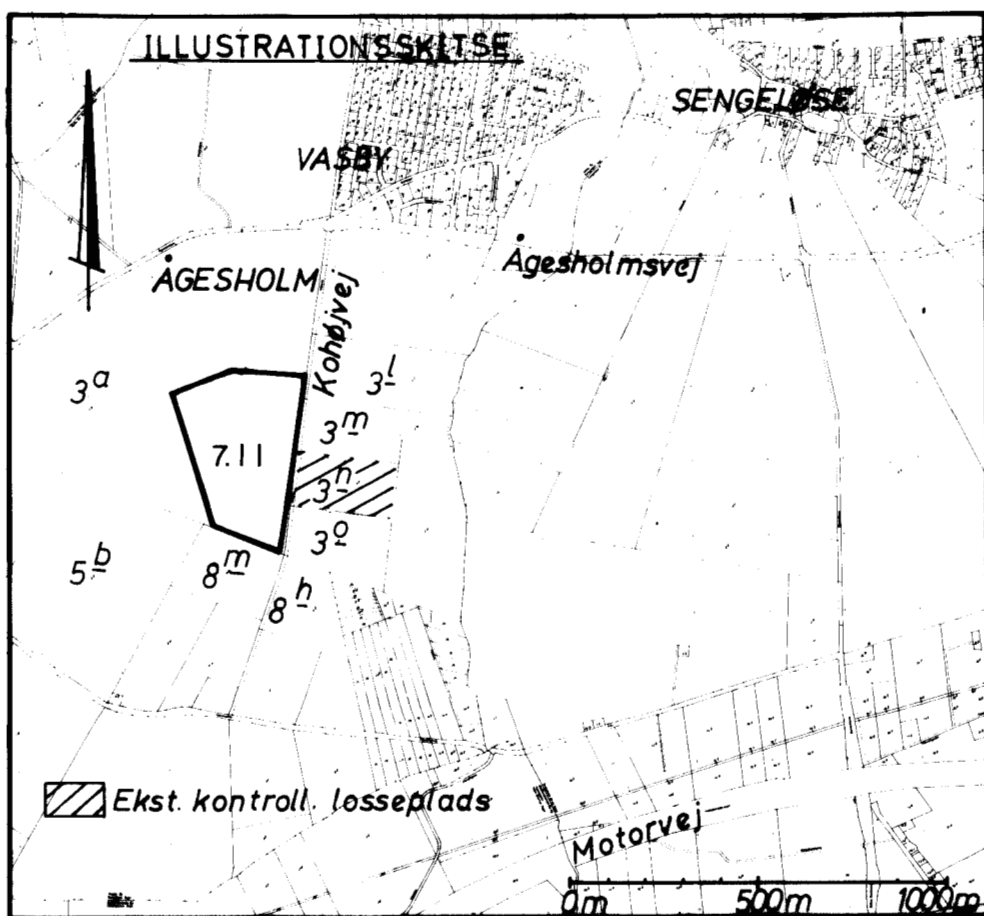 ILLUSTRATIONSSKITSE
SENGELØSE
VASBY
ÅGESHOLM
Ågesholmsvej
Kohøjvej
3a
3l
3m
7.11
3n
3o
5b
8m
8h
Ekst. kontroll. losseplads
Motorvej
0m 500m 1000m